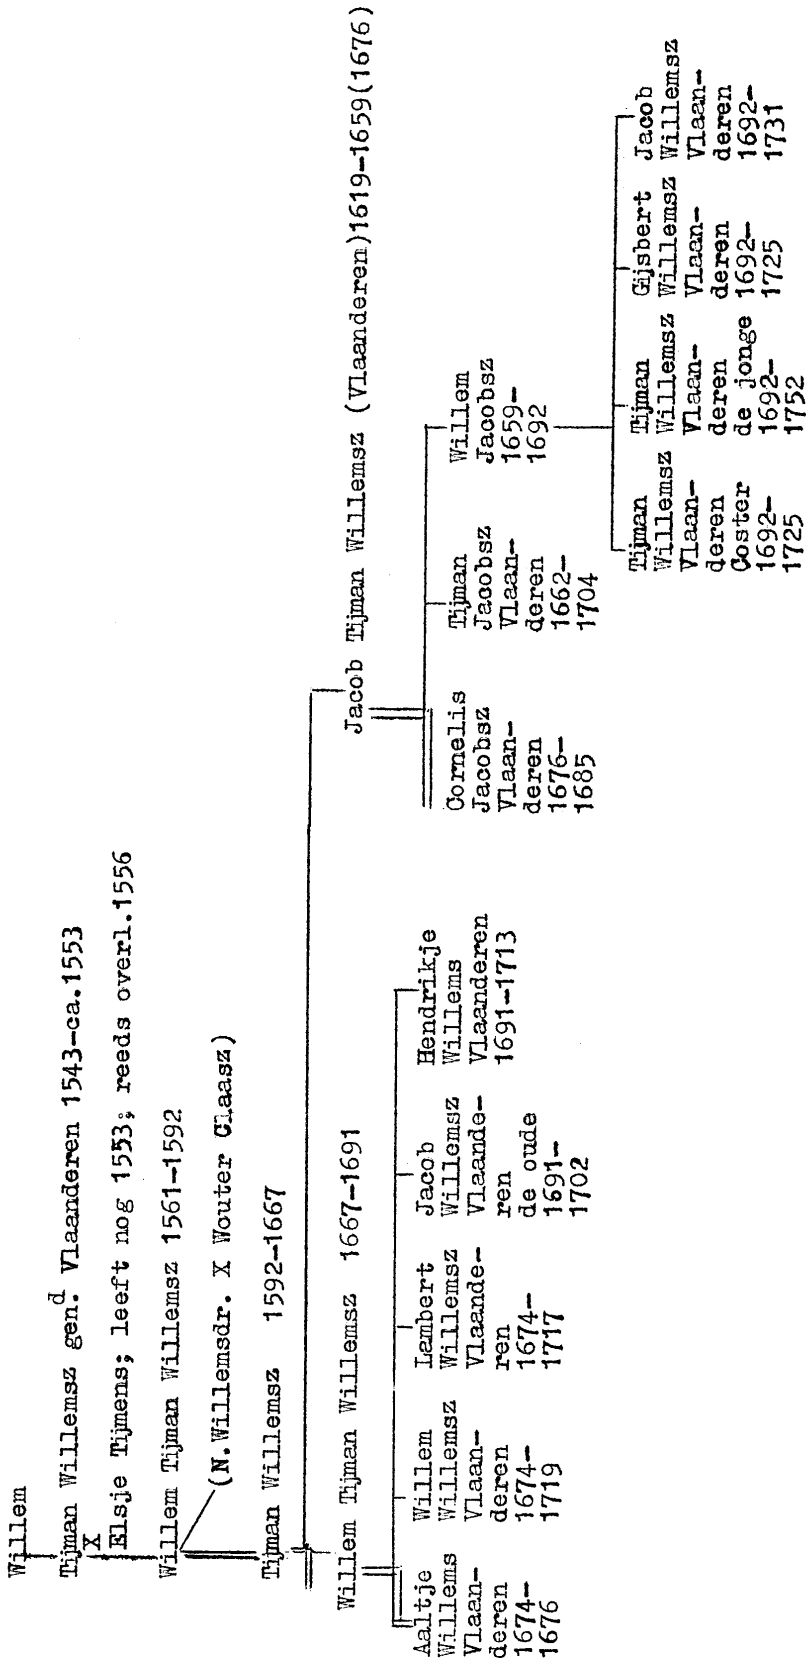 Willem
Tijman Willemsz gen.d Vlaanderen 1543-ca.1553
X
Elsje Tijmens; leeft nog 1553; reeds overl.1556
Willem Tijman Willemsz 1561-1592
(N.Willemsdr. X Wouter Claasz)
Tijman Willemsz 1592-1667
Willem Tijman Willemsz 1667-1691
Aaltje
Willems
Vlaan-
deren
1674-
1676
Willem
Willemsz
Vlaan-
deren
1674-
1719
Lambert
Willemsz
Vlaande-
ren
1674-
1717
Jacob
Willemsz
Vlaande-
ren
de oude
1691-
1702
Hendrikje
Willems
Vlaanderen
1691-1713
Jacob Tijman Willemsz (Vlaanderen)1619-1659(1676)
Cornelis
Jacobsz
Vlaan-
deren
1676-
1685
Tijman
Jacobsz
Vlaan-
deren
1662-
1704
Willem
Jacobsz
1659-
1692
Tijman
Willemsz
Vlaan-
deren
Coster
1692-
1725
Tijman
Willemsz
Vlaan-
deren
de jonge
1692-
1752
Gijsbert
Willemsz
Vlaan-
deren
1692-
1725
Jacob
Willemsz
Vlaan-
deren
1692-
1731